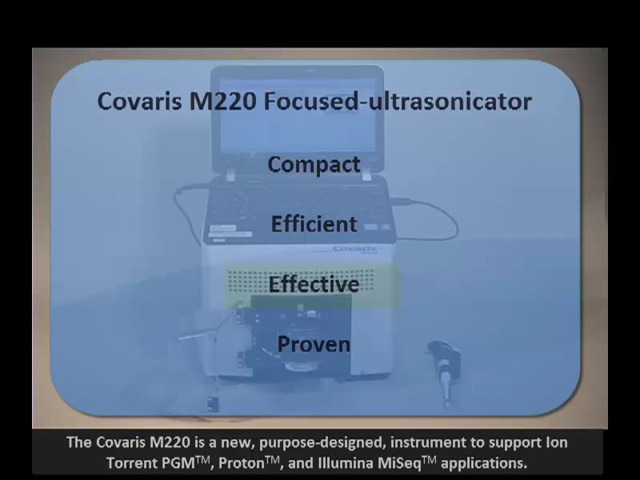 Covaris M220 Focused-ultrasonicator
Compact
Efficient
Covaris
Effective
Proven
The Covaris M220 is a new, purpose-designed, instrument to support Ion
Torrent PGM™, Proton™, and Illumina MiSeq™ applications.